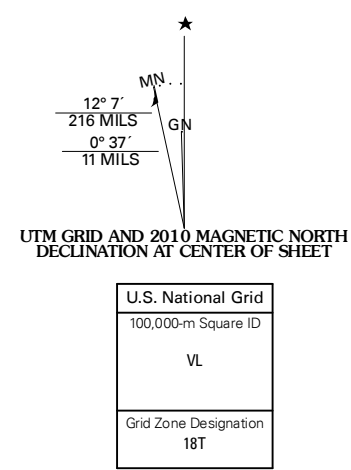 MN
12° 7´
216 MILS
GN
0° 37´
11 MILS
UTM GRID AND 2010 MAGNETIC NORTH
DECLINATION AT CENTER OF SHEET
U.S. National Grid
100,000-m Square ID
VL
Grid Zone Designation
18T